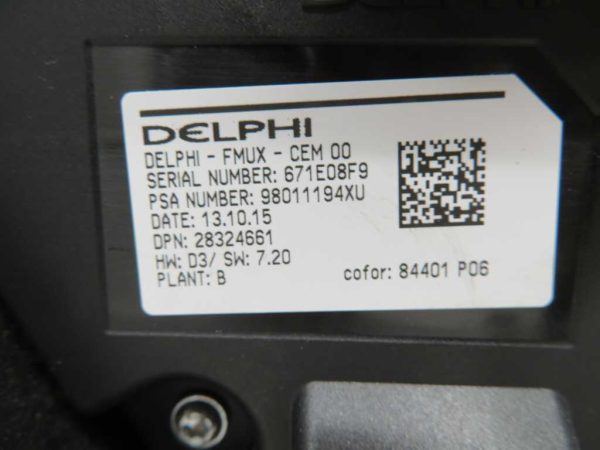 DELPHI
DELPHI
DELPHI - FMUX - CEM 00
SERIAL NUMBER: 671E08F9
PSA NUMBER: 98011194XU
DATE: 13.10.15
DPN: 28324661
HW: D3/ SW: 7.20
PLANT: B
cofor: 84401 P06